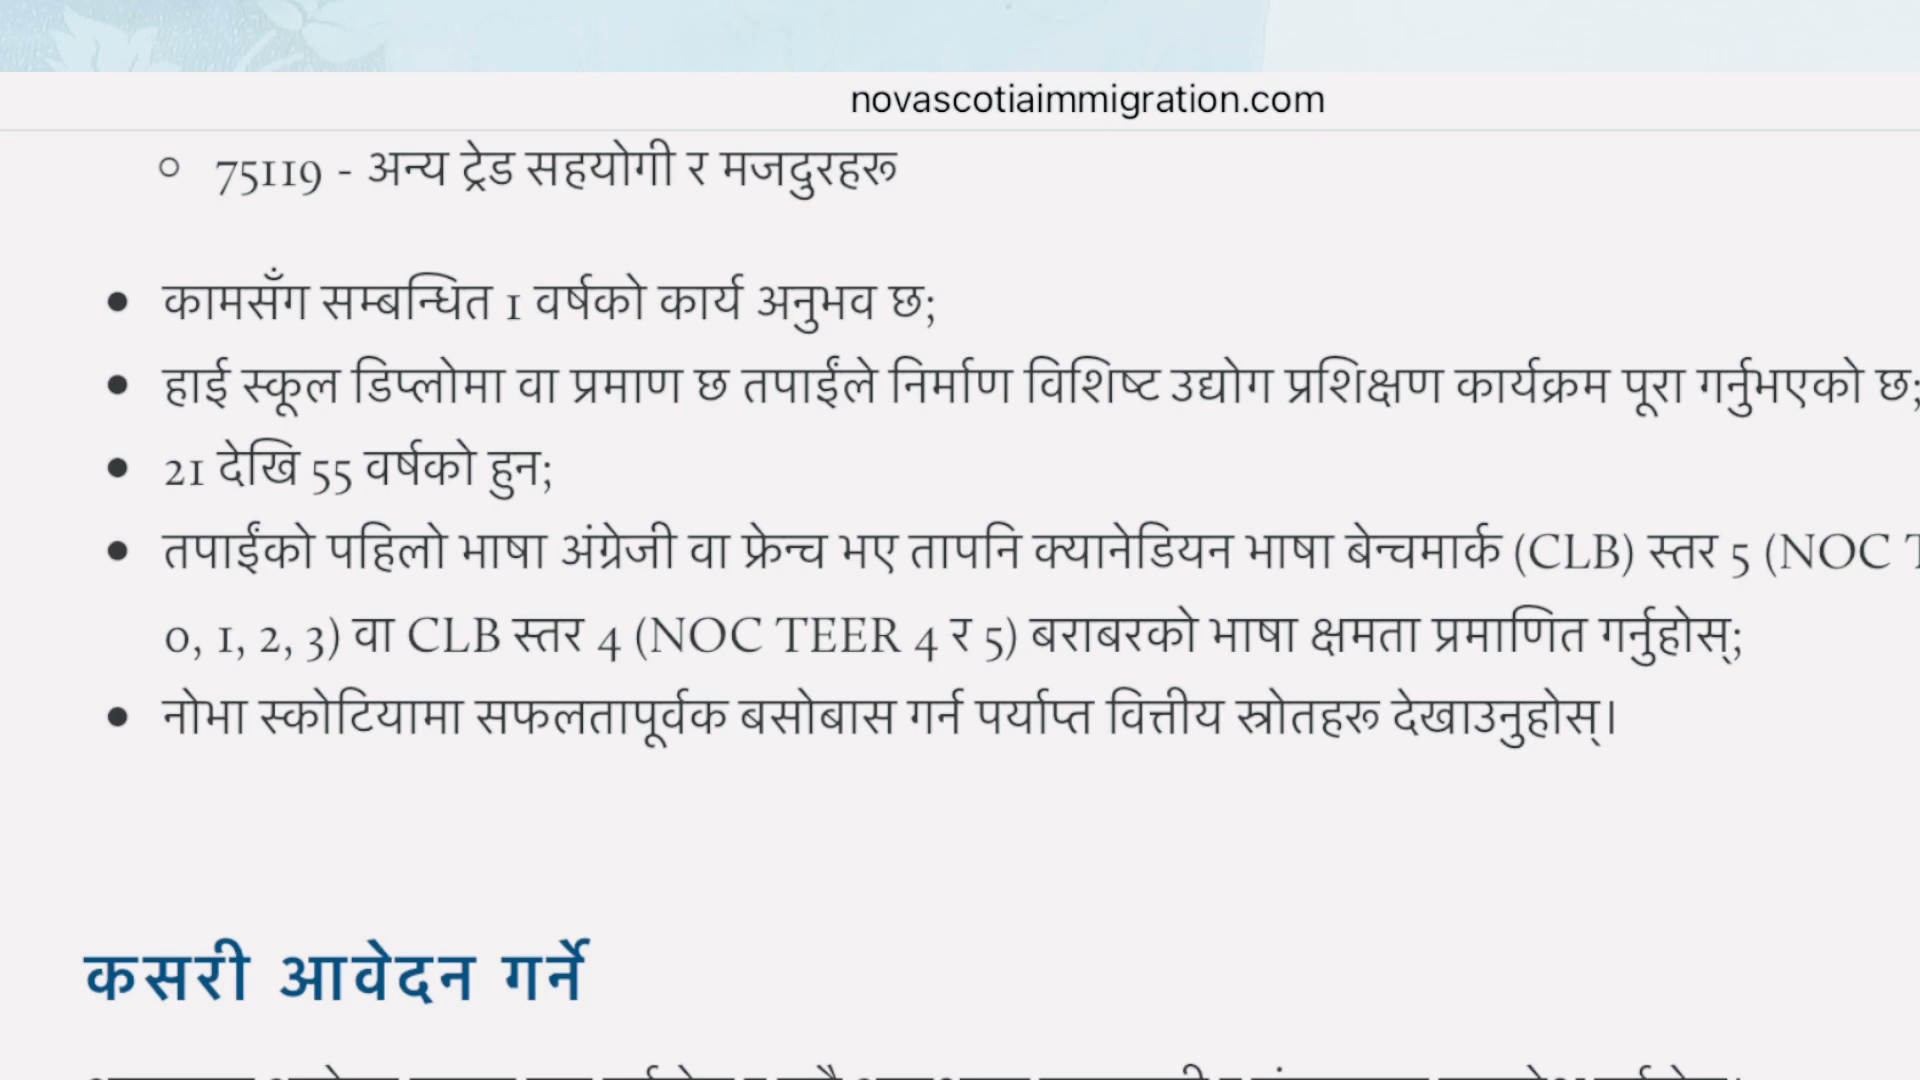 novascotiaimmigration.com
75119 - अन्य ट्रेड सहयोगी र मजदुरहरू
कामसँग सम्बन्धित 1 वर्षको कार्य अनुभव छ;
हाई स्कूल डिप्लोमा वा प्रमाण छ तपाईंले निर्माण विशिष्ट उद्योग प्रशिक्षण कार्यक्रम पूरा गर्नुभएको छ;
21 देखि 55 वर्षको हुन;
तपाईंको पहिलो भाषा अंग्रेजी वा फ्रेन्च भए तापनि क्यानेडियन भाषा बेन्चमार्क (CLB) स्तर 5 (NOC
0, 1, 2, 3) वा CLB स्तर 4 (NOC TEER 4 र 5) बराबरको भाषा क्षमता प्रमाणित गर्नुहोस्;
नोभा स्कोटियामा सफलतापूर्वक बसोबास गर्न पर्याप्त वित्तीय स्रोतहरू देखाउनुहोस्।
कसरी आवेदन गर्ने